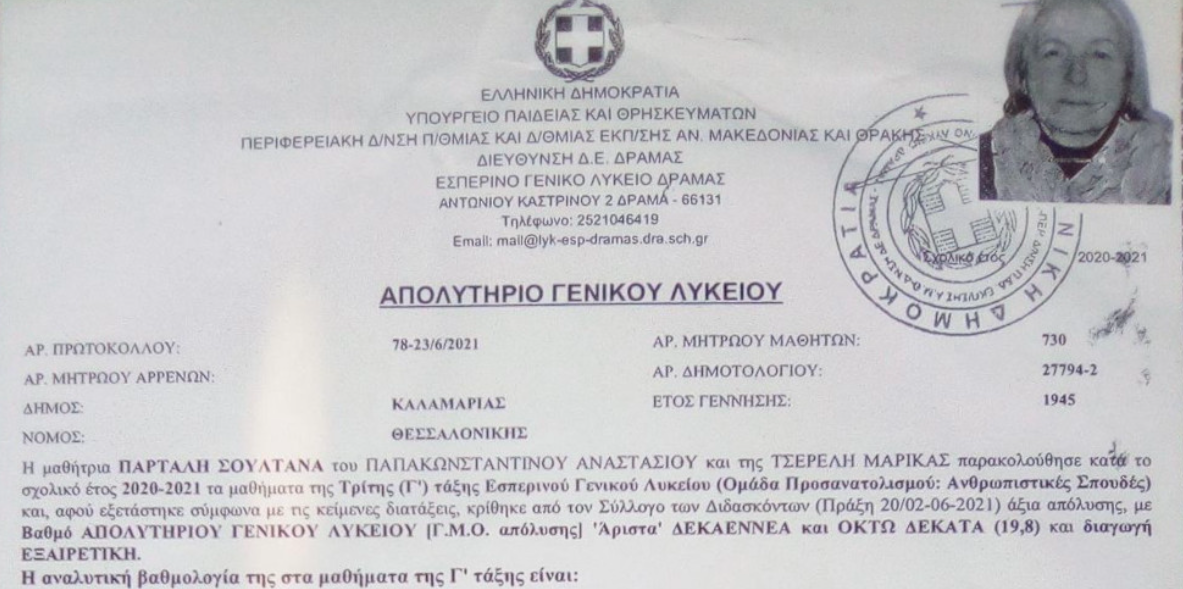 ΕΛΛΗΝΙΚΗ ΔΗΜΟΚΡΑΤΙΑ
ΥΠΟΥΡΓΕΙΟ ΠΑΙΔΕΙΑΣ ΚΑΙ ΘΡΗΣΚΕΥΜΑΤΩΝ
ΠΕΡΙΦΕΡΕΙΑΚΗ Δ/ΝΣΗ Π/ΘΜΙΑΣ ΚΑΙ Δ/ΘΜΙΑΣ ΕΚΠ/ΣΗΣ ΑΝ. ΜΑΚΕΔΟΝΙΑΣ ΚΑΙ ΘΡΑΚΗΣ
ΔΙΕΥΘΥΝΣΗ Δ.Ε. ΔΡΑΜΑΣ
ΕΣΠΕΡΙΝΟ ΓΕΝΙΚΟ ΛΥΚΕΙΟ ΔΡΑΜΑΣ
ΑΝΤΩΝΙΟΥ ΚΑΣΤΡΙΝΟΥ 2 ΔΡΑΜΑ - 66131
Τηλέφωνο: 2521046419
Email: mail@lyk-esp-dramas.dra.sch.gr
Σχολικό έτος 2020-2021
ΝΙΚΗ ΔΗΜΟΚΡΑΤΙΑ
ΑΠΟΛΥΤΗΡΙΟ ΓΕΝΙΚΟΥ ΛΥΚΕΙΟΥ
ΑΡ. ΠΡΩΤΟΚΟΛΛΟΥ: 78-23/6/2021 ΑΡ. ΜΗΤΡΩΟΥ ΜΑΘΗΤΩΝ: 730
ΑΡ. ΜΗΤΡΩΟΥ ΑΡΡΕΝΩΝ: ΑΡ. ΔΗΜΟΤΟΛΟΓΙΟΥ: 27794-2
ΔΗΜΟΣ: ΚΑΛΑΜΑΡΙΑΣ ΕΤΟΣ ΓΕΝΝΗΣΗΣ: 1945
ΝΟΜΟΣ: ΘΕΣΣΑΛΟΝΙΚΗΣ
Η μαθήτρια ΠΑΡΤΑΛΗ ΣΟΥΛΤΑΝΑ του ΠΑΠΑΚΩΝΣΤΑΝΤΙΝΟΥ ΑΝΑΣΤΑΣΙΟΥ και της ΤΣΕΡΕΛΗ ΜΑΡΙΚΑΣ παρακολούθησε κατά το
σχολικό έτος 2020-2021 τα μαθήματα της Τρίτης (Γ') τάξης Εσπερινού Γενικού Λυκείου (Ομάδα Προσανατολισμού: Ανθρωπιστικές Σπουδές)
και, αφού εξετάστηκε σύμφωνα με τις κείμενες διατάξεις, κρίθηκε από τον Σύλλογο των Διδασκόντων (Πράξη 20/02-06-2021) άξια απόλυσης, με
Βαθμό ΑΠΟΛΥΤΗΡΙΟΥ ΓΕΝΙΚΟΥ ΛΥΚΕΙΟΥ [Γ.Μ.Ο. απόλυσης] 'Άριστα' ΔΕΚΑΕΝΝΕΑ και ΟΚΤΩ ΔΕΚΑΤΑ (19,8) και διαγωγή
ΕΞΑΙΡΕΤΙΚΗ.
Η αναλυτική βαθμολογία της στα μαθήματα της Γ' τάξης είναι: